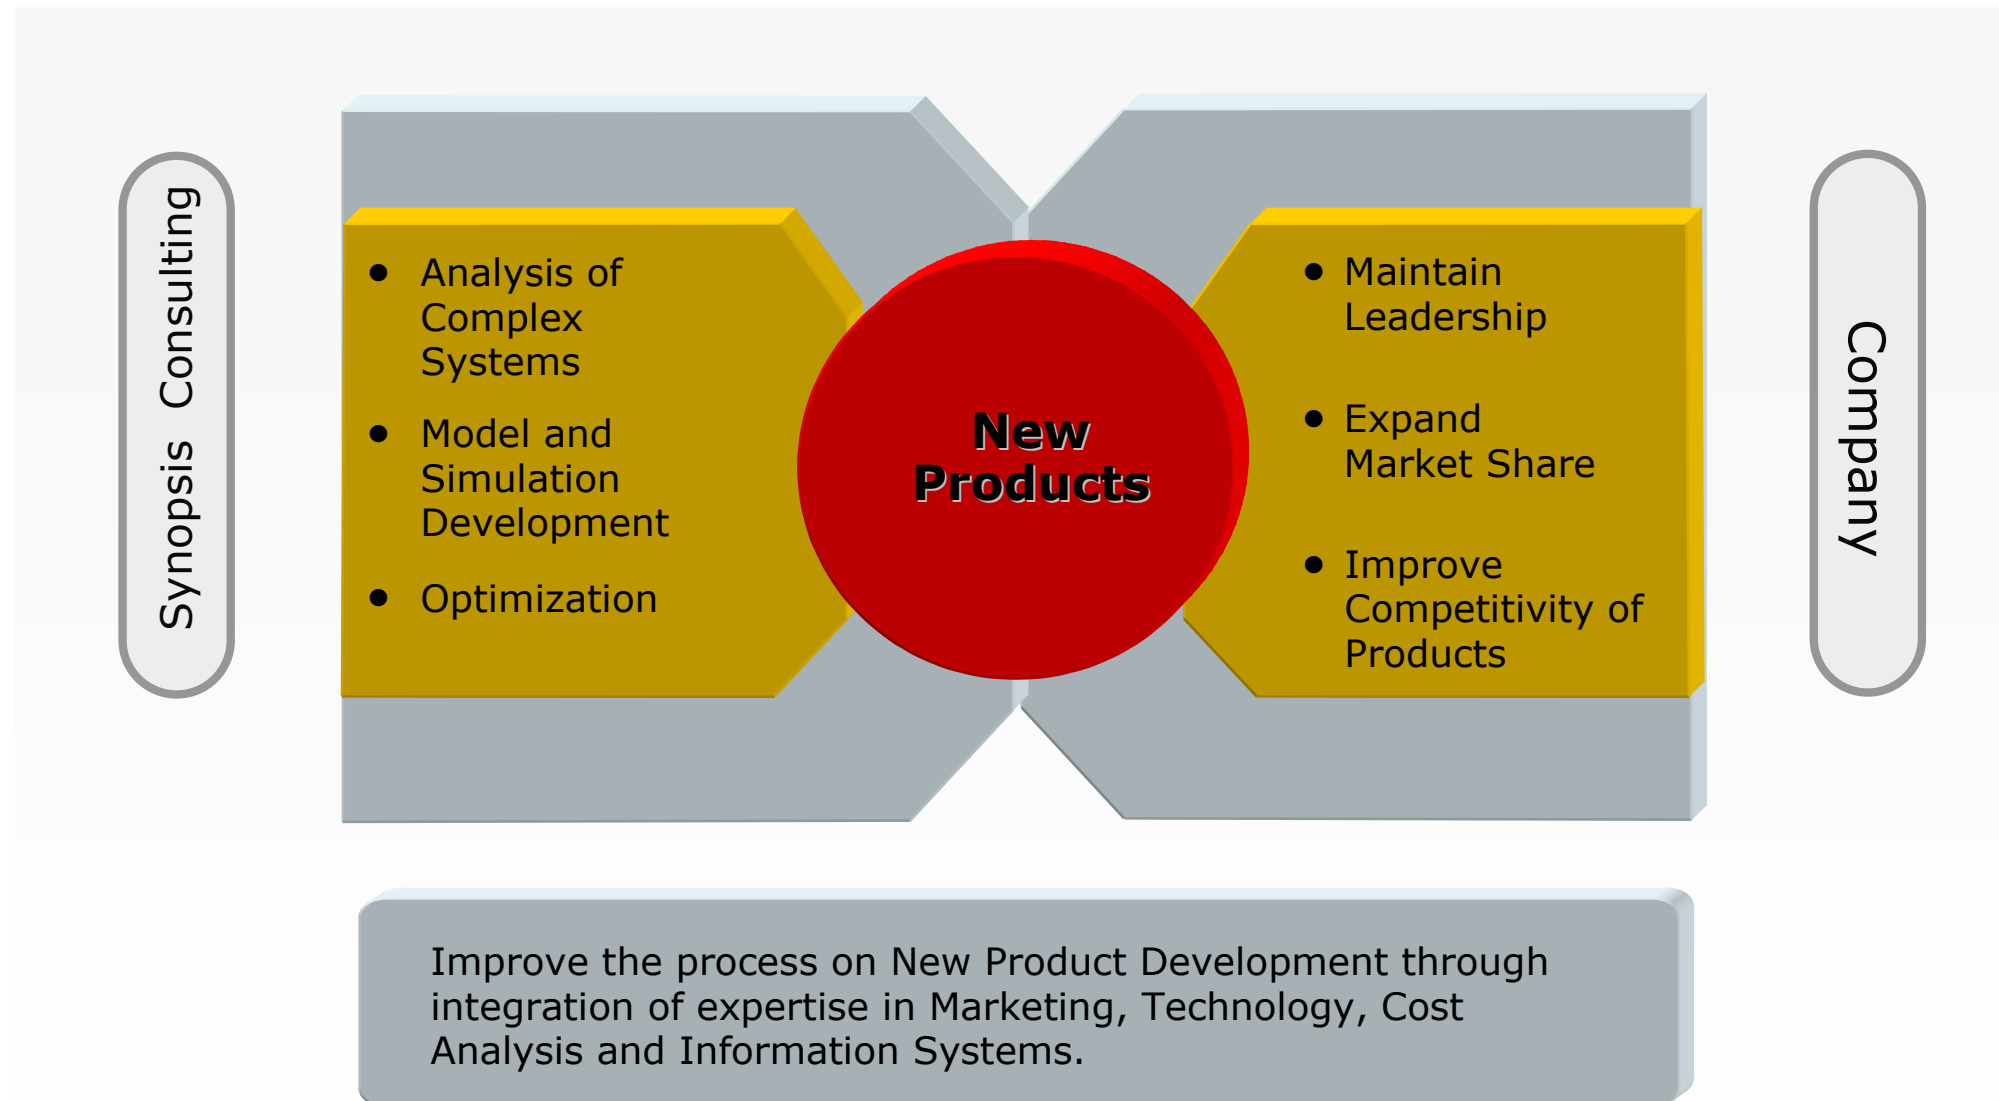 Synopsis Consulting
• Analysis of
Complex
Systems
• Model and
Simulation
Development
• Optimization
New
Products
• Maintain
Leadership
• Expand
Market Share
• Improve
Competitivity of
Products
Company
Improve the process on New Product Development through
integration of expertise in Marketing, Technology, Cost
Analysis and Information Systems.